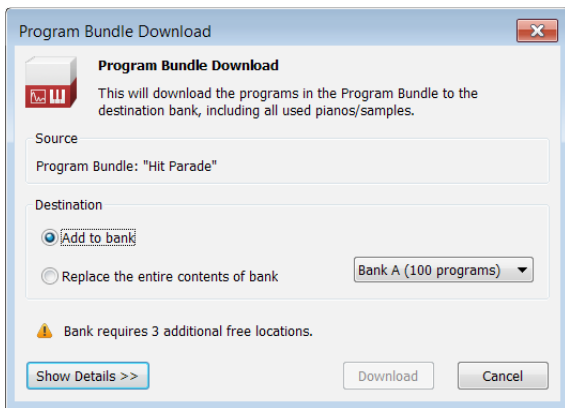 Program Bundle Download
Program Bundle Download
This will download the programs in the Program Bundle to the
destination bank, including all used pianos/samples.
Source
Program Bundle: "Hit Parade"
Destination
Add to bank
Replace the entire contents of bank
Bank A (100 programs)
Bank requires 3 additional free locations.
Show Details >>
Download
Cancel